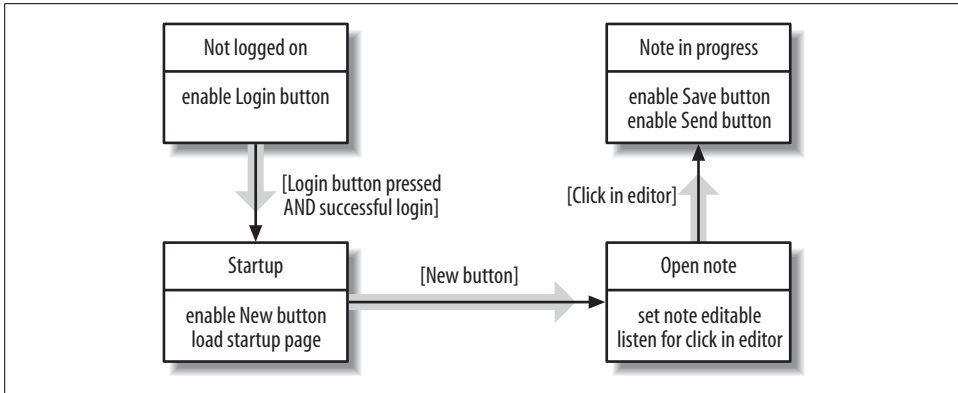 Not logged on
enable Login button
[Login button pressed
AND successful login]
Startup
enable New button
load startup page
[New button]
Open note
set note editable
listen for click in editor
[Click in editor]
Note in progress
enable Save button
enable Send button